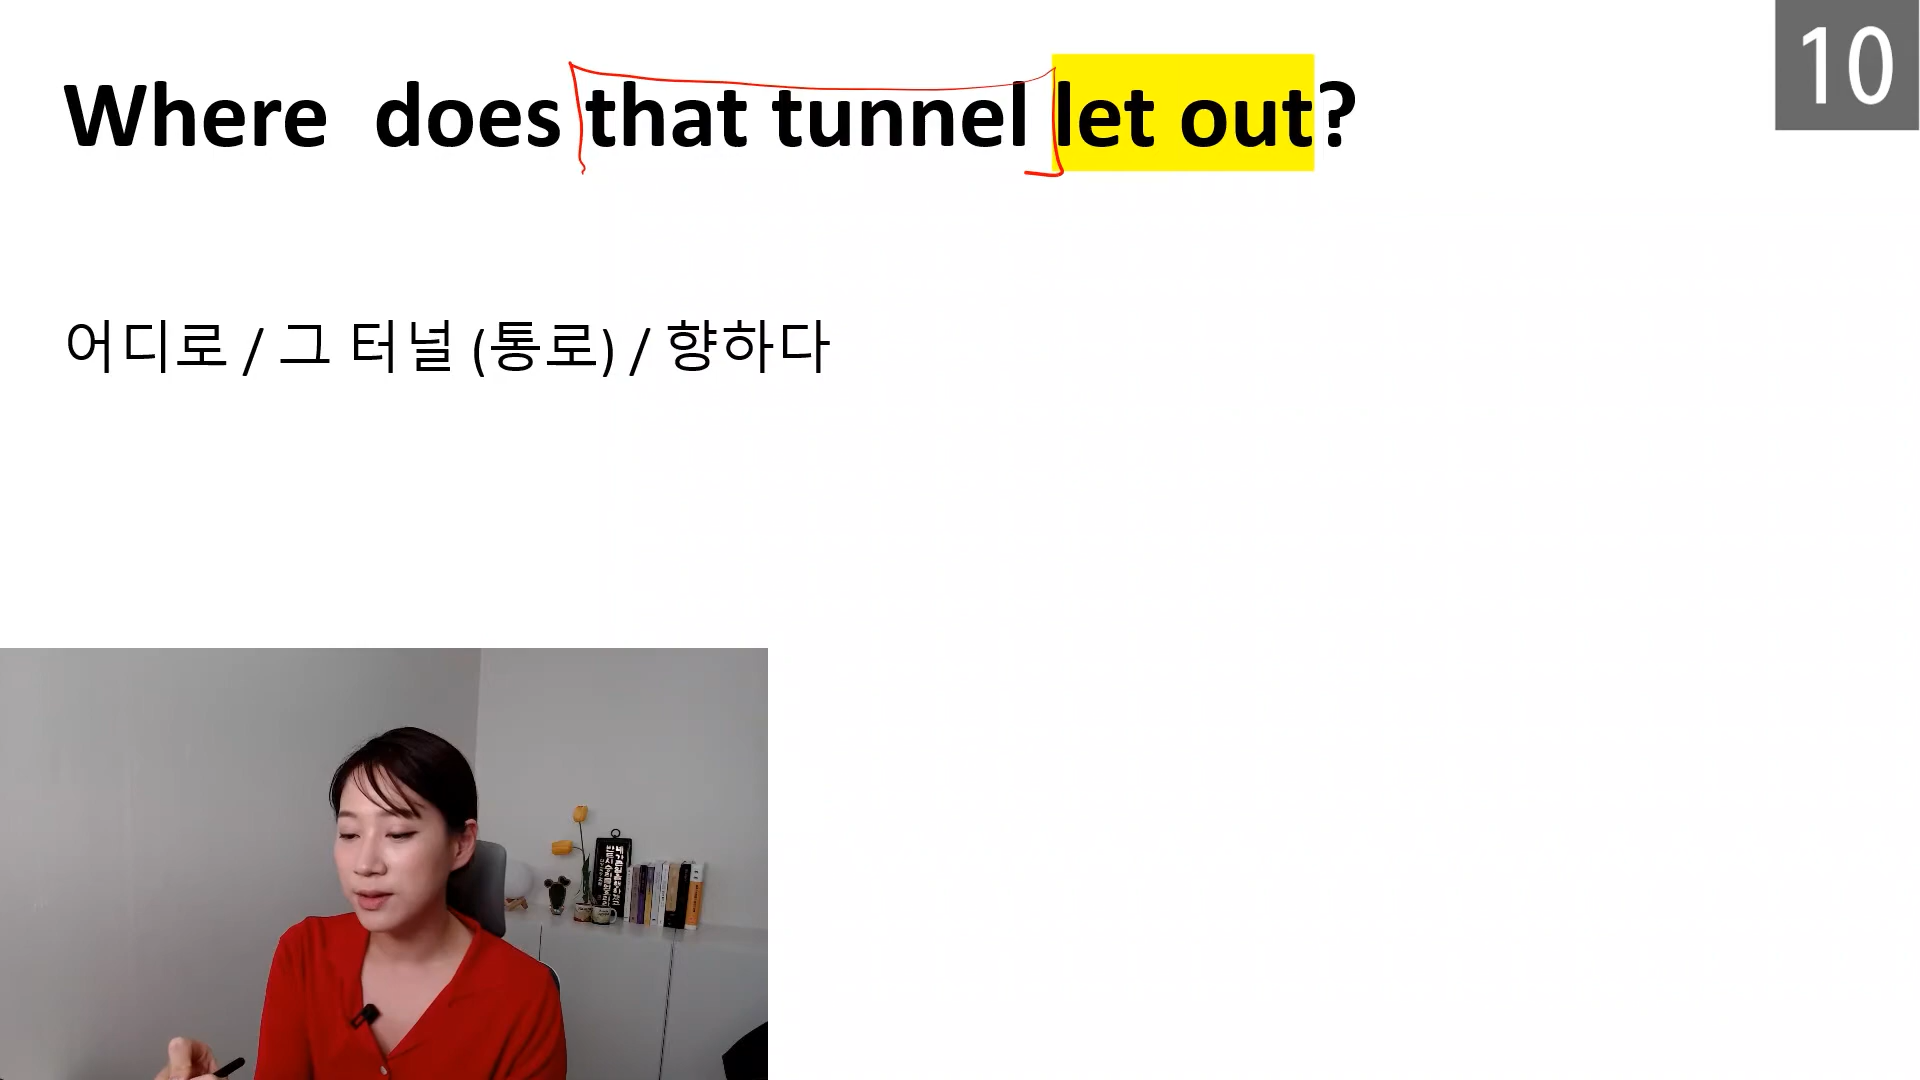 Where does that tunnel let out?
10
어디로 / 그 터널 (통로) / 향하다